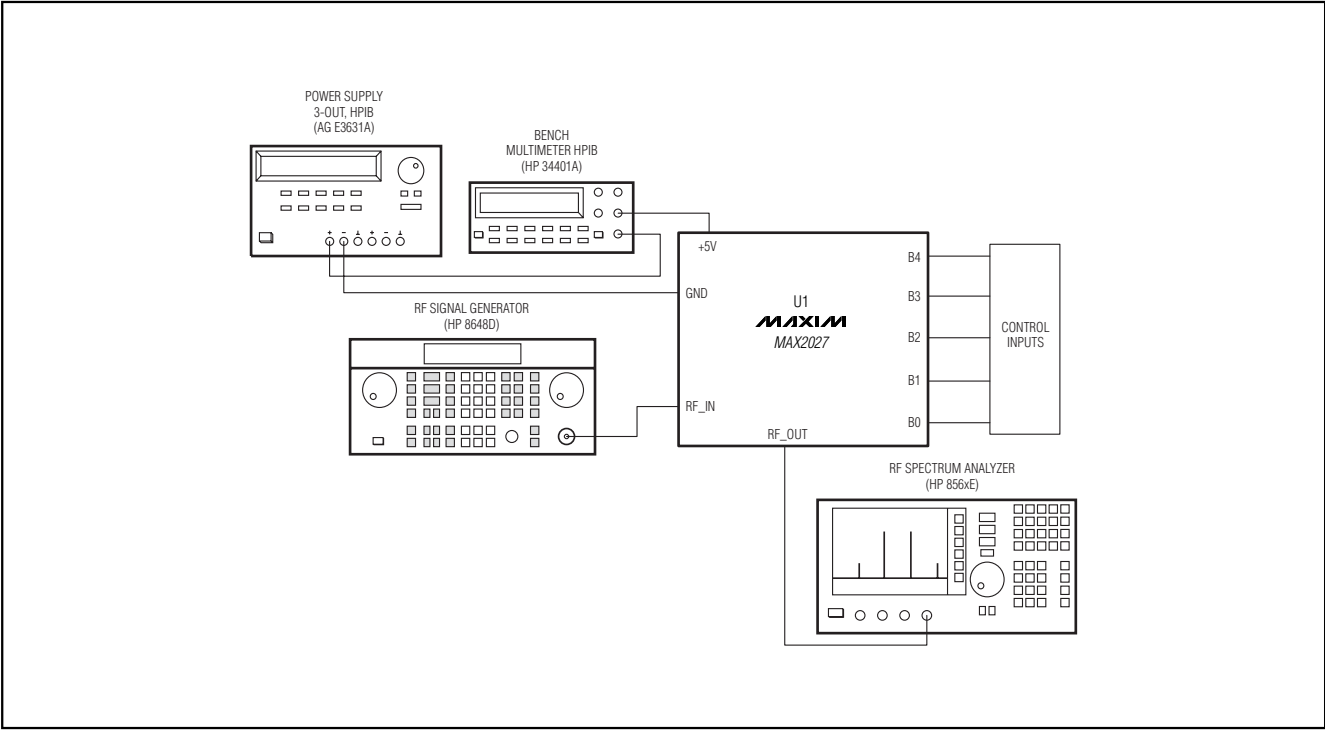 POWER SUPPLY
3-OUT, HPIB
(AG E3631A)
BENCH
MULTIMETER HPIB
(HP 34401A)
+ - ⊥ + - ⊥
RF SIGNAL GENERATOR
(HP 8648D)
+5V
GND
RF_IN
RF_OUT
U1
MAXIM
MAX2027
B4
B3
B2
B1
B0
CONTROL
INPUTS
RF SPECTRUM ANALYZER
(HP 856xE)